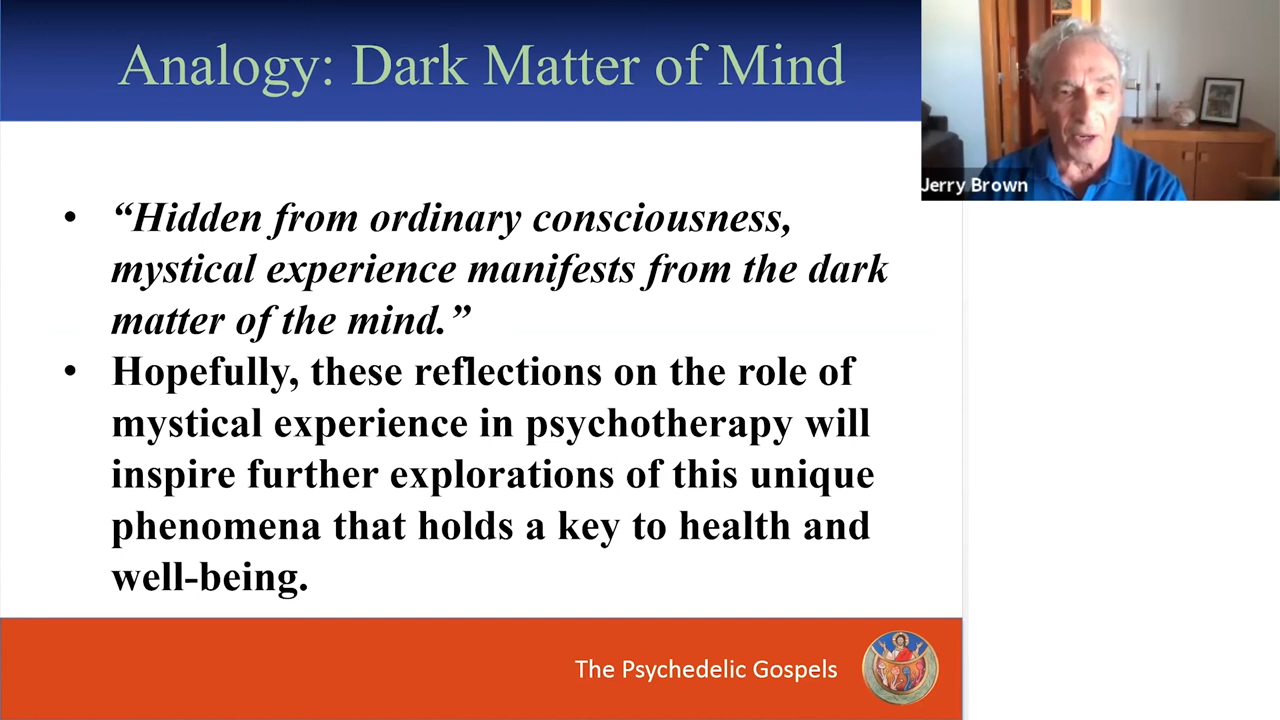 Analogy: Dark Matter of Mind
Jerry Brown
• “Hidden from ordinary consciousness,
mystical experience manifests from the dark
matter of the mind.”
• Hopefully, these reflections on the role of
mystical experience in psychotherapy will
inspire further explorations of this unique
phenomena that holds a key to health and
well-being.
The Psychedelic Gospels